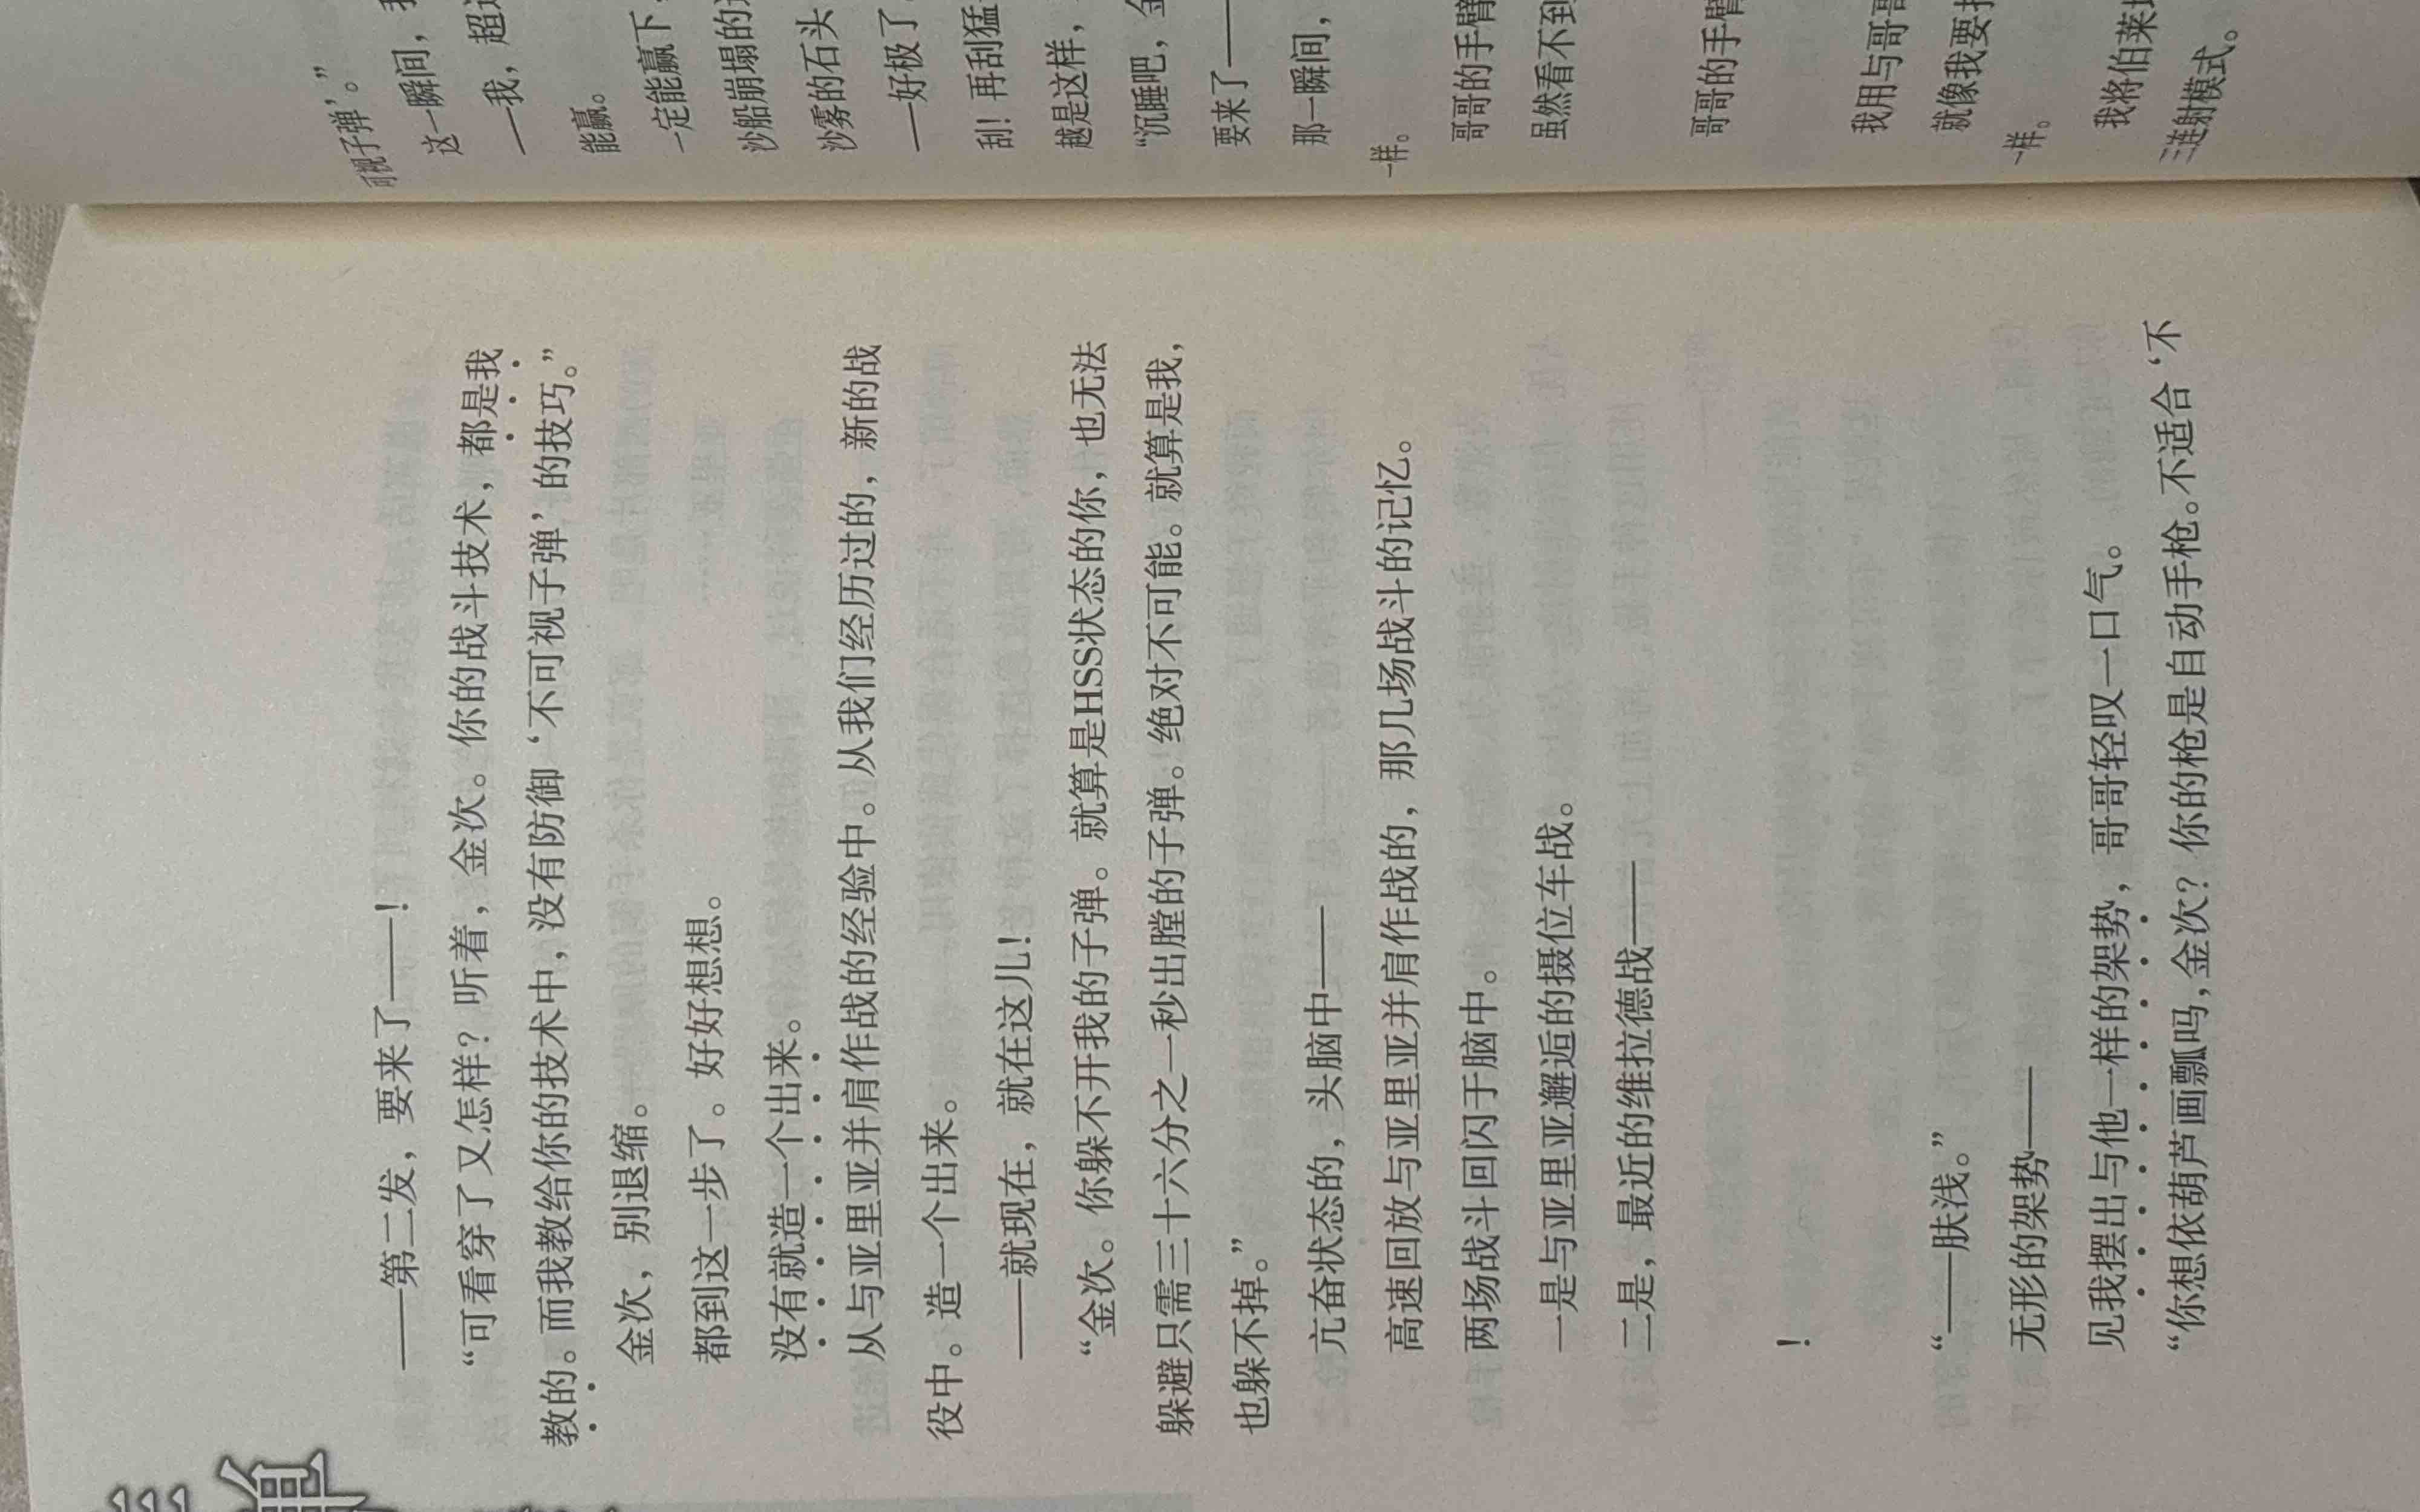 弹
——第二发，要来了——！
“可看穿了又怎样？听着，金次。你的战斗技术，都是我
教的。而我教给你的技术中，没有防御‘不可视子弹’的技巧。”
金次，别退缩。
都到这一步了。好好想想。
没有就造一个出来。
从与亚里亚并肩作战的经验中。从我们经历过的，新的战
役中。造一个出来。
——就现在，就在这儿！
“金次。你躲不开我的子弹。就算是HSS状态的你，也无法
躲避只需三十六分之一秒出膛的子弹。绝对不可能。就算是我，
也躲不掉。”
亢奋状态的，头脑中——
高速回放与亚里亚并肩作战的，那几场战斗的记忆。
两场战斗回闪于脑中。
一是与亚里亚邂逅的摄位车战。
二是，最近的维拉德战——
！
“——肤浅。”
无形的架势——
见我摆出与他一样的架势，哥哥轻叹一口气。
“你想依葫芦画瓢吗，金次？你的枪是自动手枪。不适合‘不
可视子弹’。”
这一瞬间，
——我，超
能赢。
一定能赢下，
沙船崩塌的
沙雾的石头
——好极了
刮！再刮猛
越是这样，
“沉睡吧，金
要来了——
那一瞬间，
一样。
哥哥的手臂
虽然看不到
哥哥的手臂
我用与哥哥
就像我要
一样。
我将伯莱
三连射模式。